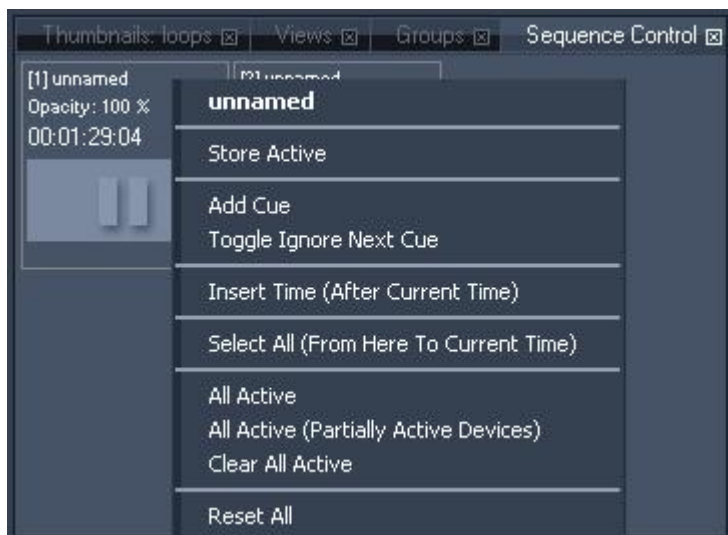 Thumbnails: loops Views Groups Sequence Control
[1] unnamed
[2] unnamed
Opacity: 100 %
00:01:29:04
unnamed
Store Active
Add Cue
Toggle Ignore Next Cue
Insert Time (After Current Time)
Select All (From Here To Current Time)
All Active
All Active (Partially Active Devices)
Clear All Active
Reset All